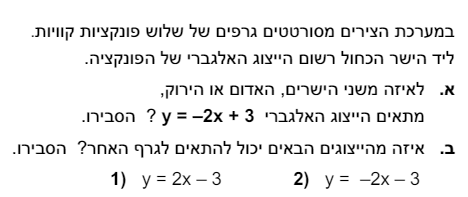 במערכת הצירים מסורטטים גרפים של שלוש פונקציות קוויות.
ליד הישר הכחול רשום הייצוג האלגברי של הפונקציה.
א. לאיזה משני הישרים, האדום או הירוק,
מתאים הייצוג האלגברי y = –2x + 3 ? הסבירו.
ב. איזה מהייצוגים הבאים יכול להתאים לגרף האחר? הסבירו.
1) y = 2x – 3 2) y = –2x – 3